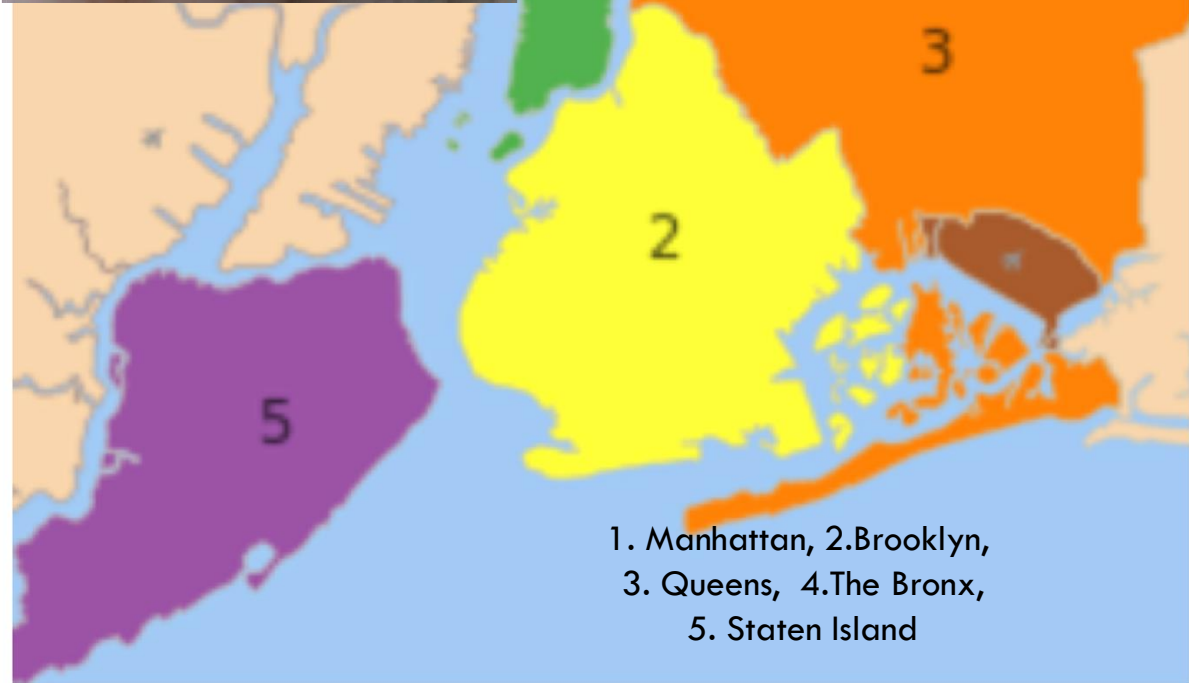 3
2
5
1. Manhattan, 2.Brooklyn,
3. Queens, 4.The Bronx,
5. Staten Island